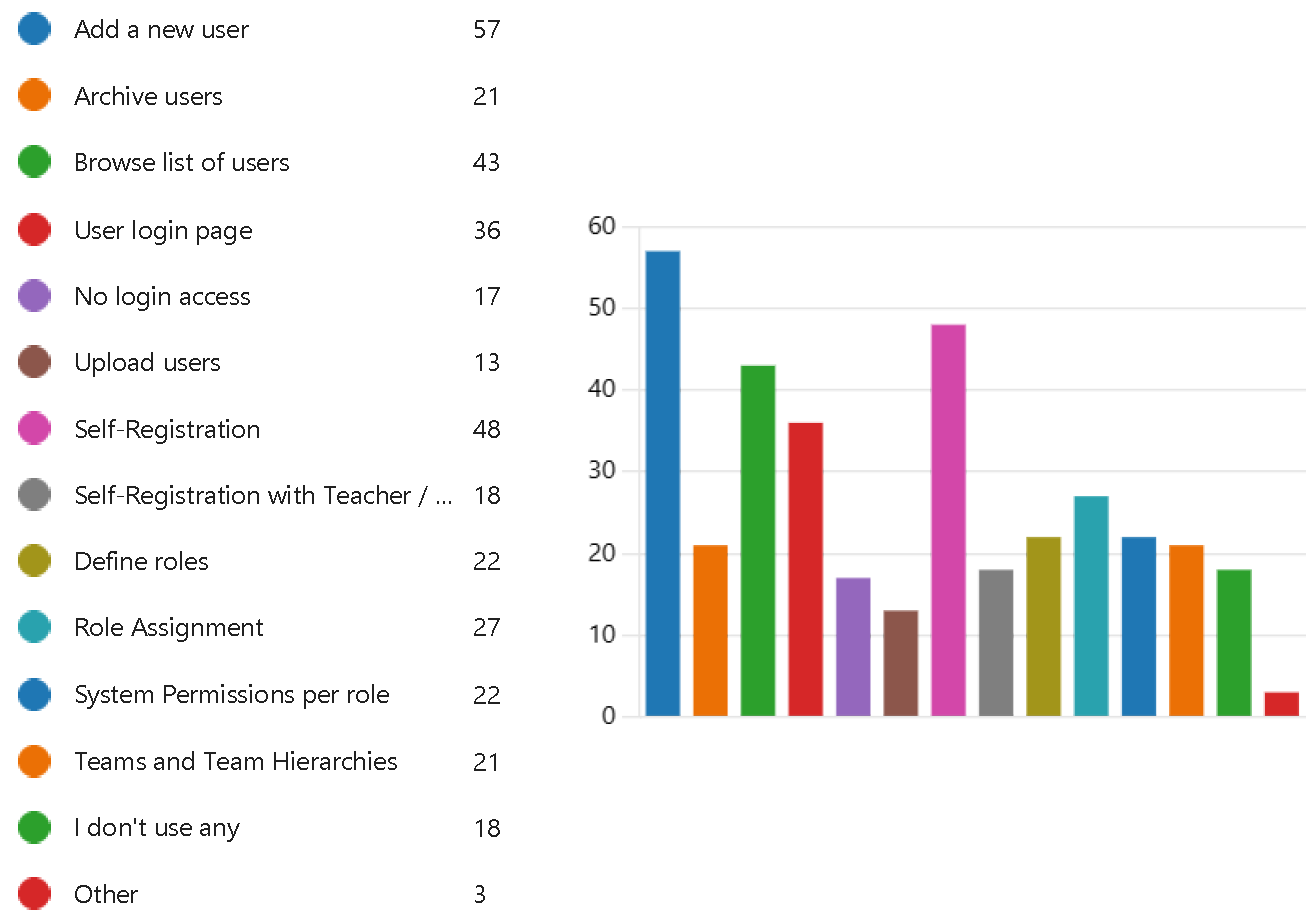 Add a new user 57
Archive users 21
Browse list of users 43
User login page 36
No login access 17
Upload users 13
Self-Registration 48
Self-Registration with Teacher / ... 18
Define roles 22
Role Assignment 27
System Permissions per role 22
Teams and Team Hierarchies 21
I don't use any 18
Other 3
60
50
40
30
20
10
0